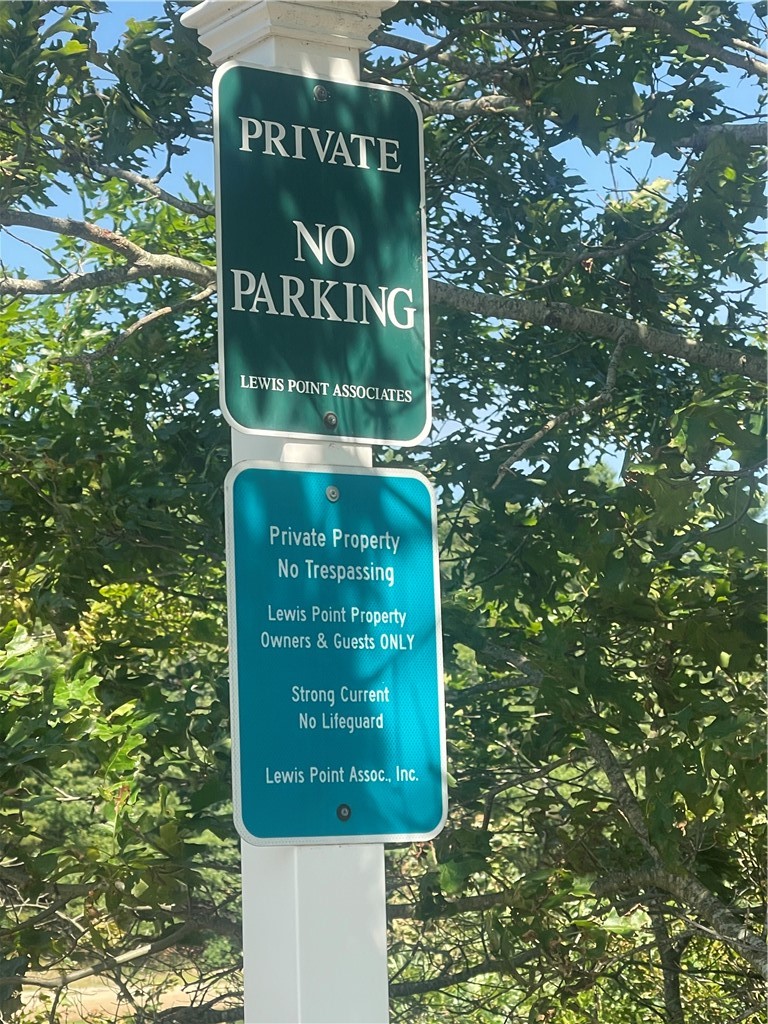 PRIVATE
NO
PARKING
LEWIS POINT ASSOCIATES
Private Property
No Trespassing
Lewis Point Property
Owners & Guests ONLY
Strong Current
No Lifeguard
Lewis Point Assoc., Inc.